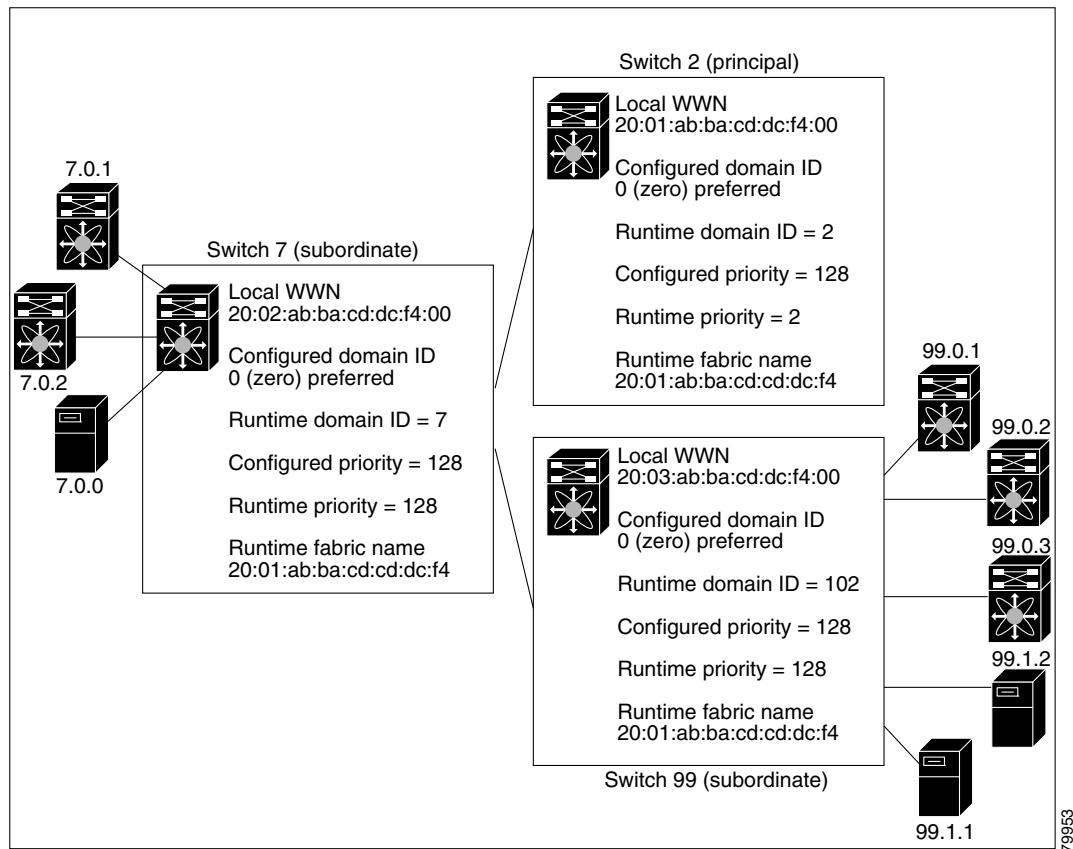 Switch 2 (principal)
Local WWN
20:01:ab:ba:cd:dc:f4:00
Configured domain ID
0 (zero) preferred
Runtime domain ID = 2
Configured priority = 128
Runtime priority = 2
Runtime fabric name
20:01:ab:ba:cd:cd:dc:f4
7.0.1
7.0.2
7.0.0
Switch 7 (subordinate)
Local WWN
20:02:ab:ba:cd:dc:f4:00
Configured domain ID
0 (zero) preferred
Runtime domain ID = 7
Configured priority = 128
Runtime priority = 128
Runtime fabric name
20:01:ab:ba:cd:cd:dc:f4
Local WWN
20:03:ab:ba:cd:dc:f4:00
Configured domain ID
0 (zero) preferred
Runtime domain ID = 102
Configured priority = 128
Runtime priority = 128
Runtime fabric name
20:01:ab:ba:cd:cd:dc:f4
Switch 99 (subordinate)
99.0.1
99.0.2
99.0.3
99.1.2
99.1.1
79953